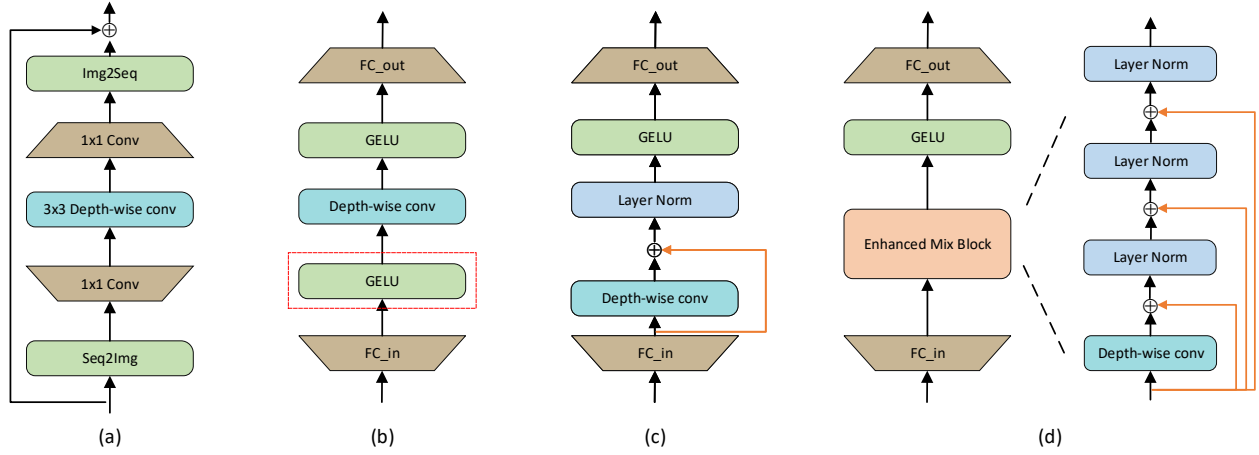 Img2Seq
1x1 Conv
3x3 Depth-wise conv
1x1 Conv
Seq2Img
(a)
FC_out
GELU
Depth-wise conv
GELU
FC_in
(b)
FC_out
GELU
Layer Norm
Depth-wise conv
FC_in
(c)
FC_out
GELU
Enhanced Mix Block
FC_in
Layer Norm
Layer Norm
Layer Norm
Depth-wise conv
(d)